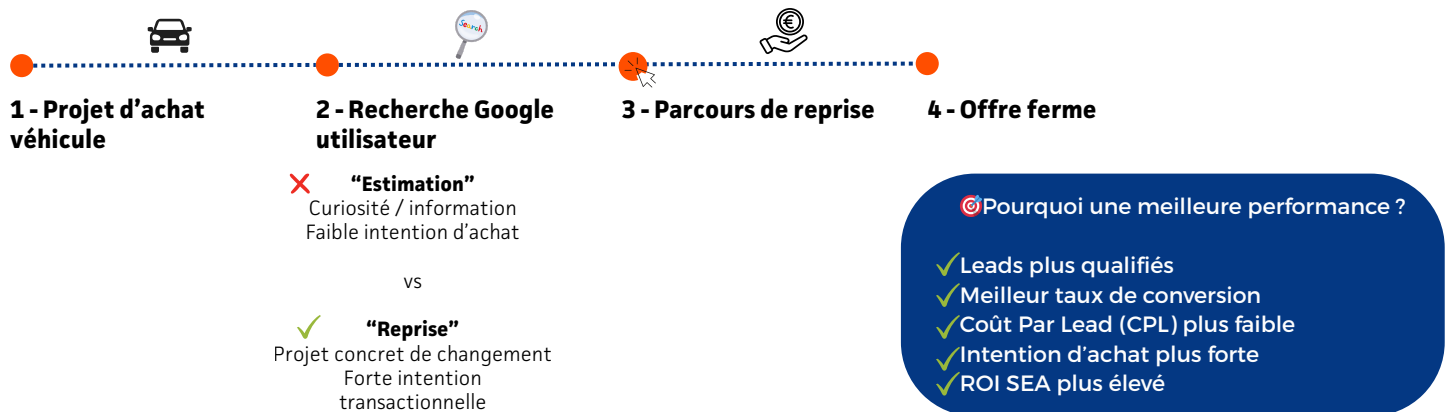 Search
1 - Projet d'achat
véhicule
2 - Recherche Google
utilisateur
3 - Parcours de reprise
4 - Offre ferme
“Estimation”
Curiosité / information
Faible intention d'achat
vs
“Reprise”
Projet concret de changement
Forte intention
transactionnelle
🎯Pourquoi une meilleure performance ?
Leads plus qualifiés
Meilleur taux de conversion
Coût Par Lead (CPL) plus faible
Intention d'achat plus forte
ROI SEA plus élevé